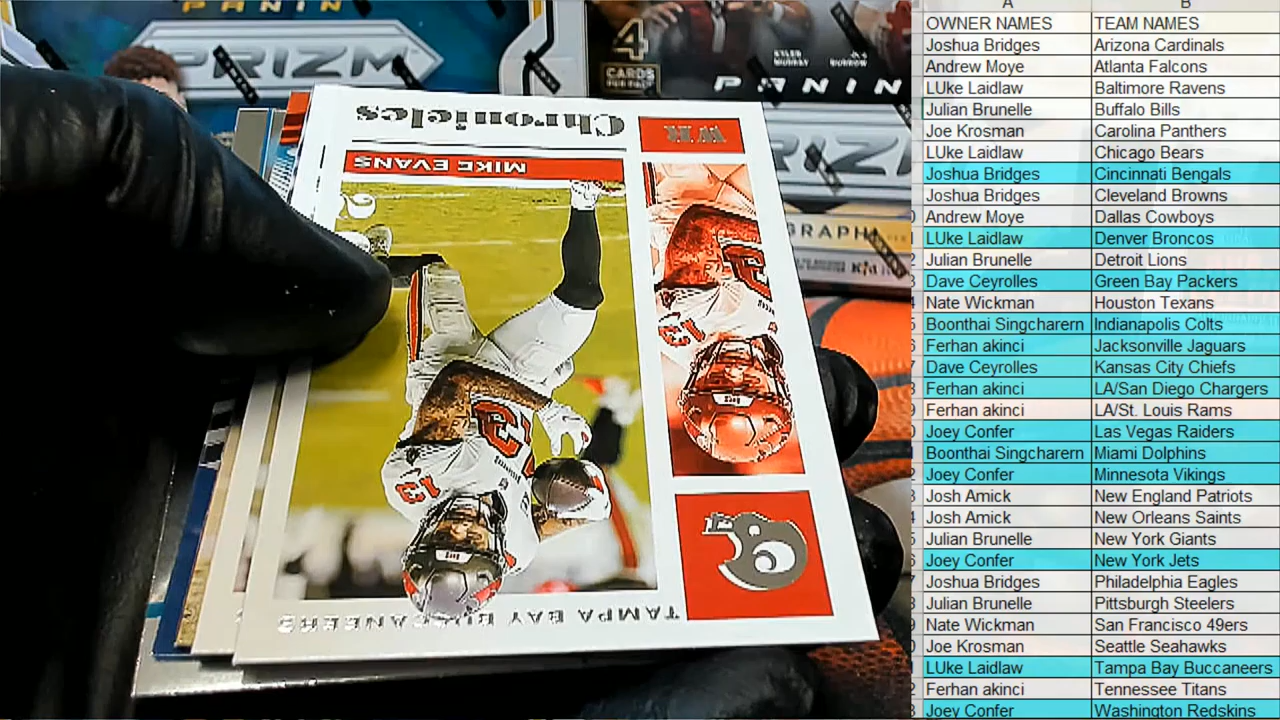 PANINI
PRIZM
4
CARDS
PER PACK
KYLER
MURRAY
JOE
BURROW
PANINI
Chronicles
WR
MIKE EVANS
13
13
TAMPA BAY BUCCANEERS
A B
OWNER NAMES TEAM NAMES
Joshua Bridges Arizona Cardinals
Andrew Moye Atlanta Falcons
LUke Laidlaw Baltimore Ravens
Julian Brunelle Buffalo Bills
Joe Krosman Carolina Panthers
LUke Laidlaw Chicago Bears
Joshua Bridges Cincinnati Bengals
Joshua Bridges Cleveland Browns
Andrew Moye Dallas Cowboys
LUke Laidlaw Denver Broncos
Julian Brunelle Detroit Lions
Dave Ceyrolles Green Bay Packers
Nate Wickman Houston Texans
Boonthai Singcharern Indianapolis Colts
Ferhan akinci Jacksonville Jaguars
Dave Ceyrolles Kansas City Chiefs
Ferhan akinci LA/San Diego Chargers
Ferhan akinci LA/St. Louis Rams
Joey Confer Las Vegas Raiders
Boonthai Singcharern Miami Dolphins
Joey Confer Minnesota Vikings
Josh Amick New England Patriots
Josh Amick New Orleans Saints
Julian Brunelle New York Giants
Joey Confer New York Jets
Joshua Bridges Philadelphia Eagles
Julian Brunelle Pittsburgh Steelers
Nate Wickman San Francisco 49ers
Joe Krosman Seattle Seahawks
LUke Laidlaw Tampa Bay Buccaneers
Ferhan akinci Tennessee Titans
Joey Confer Washington Redskins